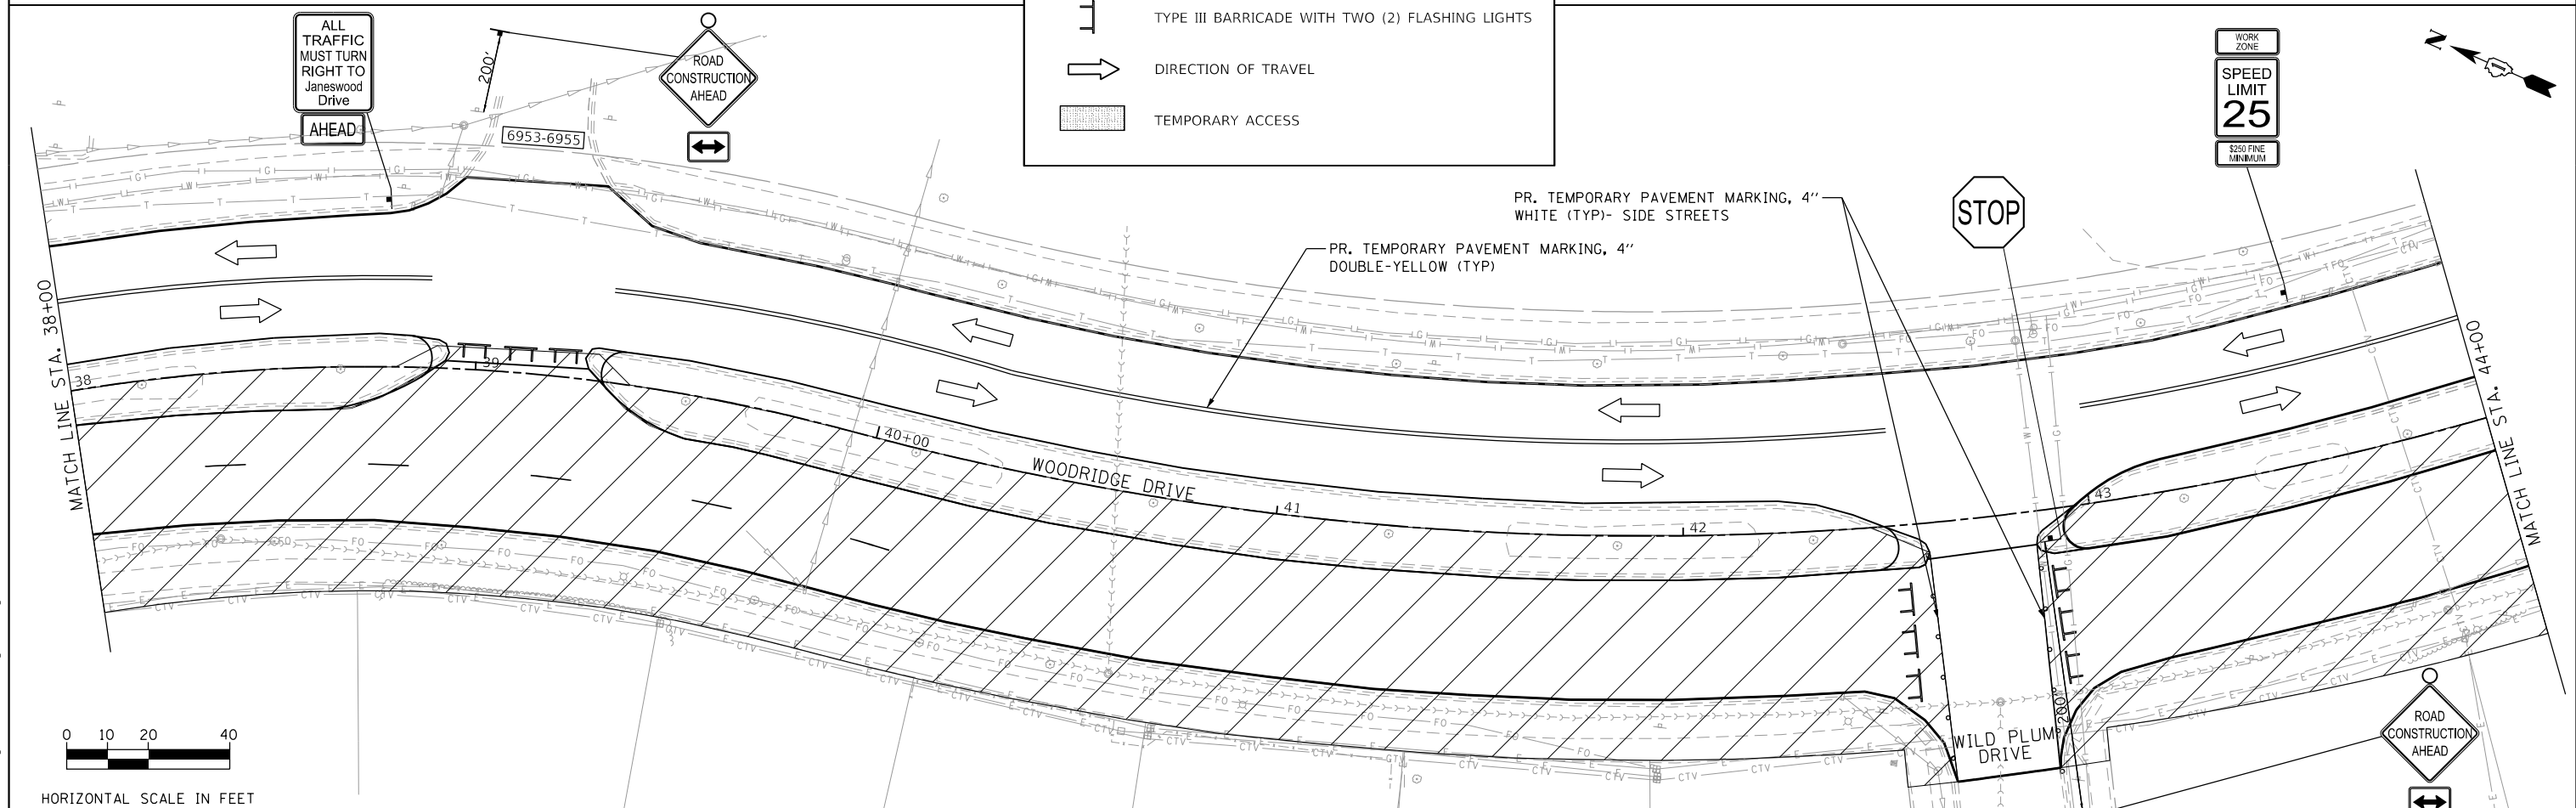 TYPE III BARRICADE WITH TWO (2) FLASHING LIGHTS
DIRECTION OF TRAVEL
TEMPORARY ACCESS
ALL
TRAFFIC
MUST TURN
RIGHT TO
Janeswood
Drive
AHEAD
200'
ROAD
CONSTRUCTION
AHEAD
6953-6955
WORK
ZONE
SPEED
LIMIT
25
$250 FINE
MINIMUM
N
PR. TEMPORARY PAVEMENT MARKING, 4''
WHITE (TYP)- SIDE STREETS
PR. TEMPORARY PAVEMENT MARKING, 4''
DOUBLE-YELLOW (TYP)
STOP
MATCH LINE STA. 38+00
38
39
40+00
WOODRIDGE DRIVE
41
42
43
MATCH LINE STA. 44+00
WILD PLUM
DRIVE
200'
ROAD
CONSTRUCTION
AHEAD
0 10 20 40
HORIZONTAL SCALE IN FEET